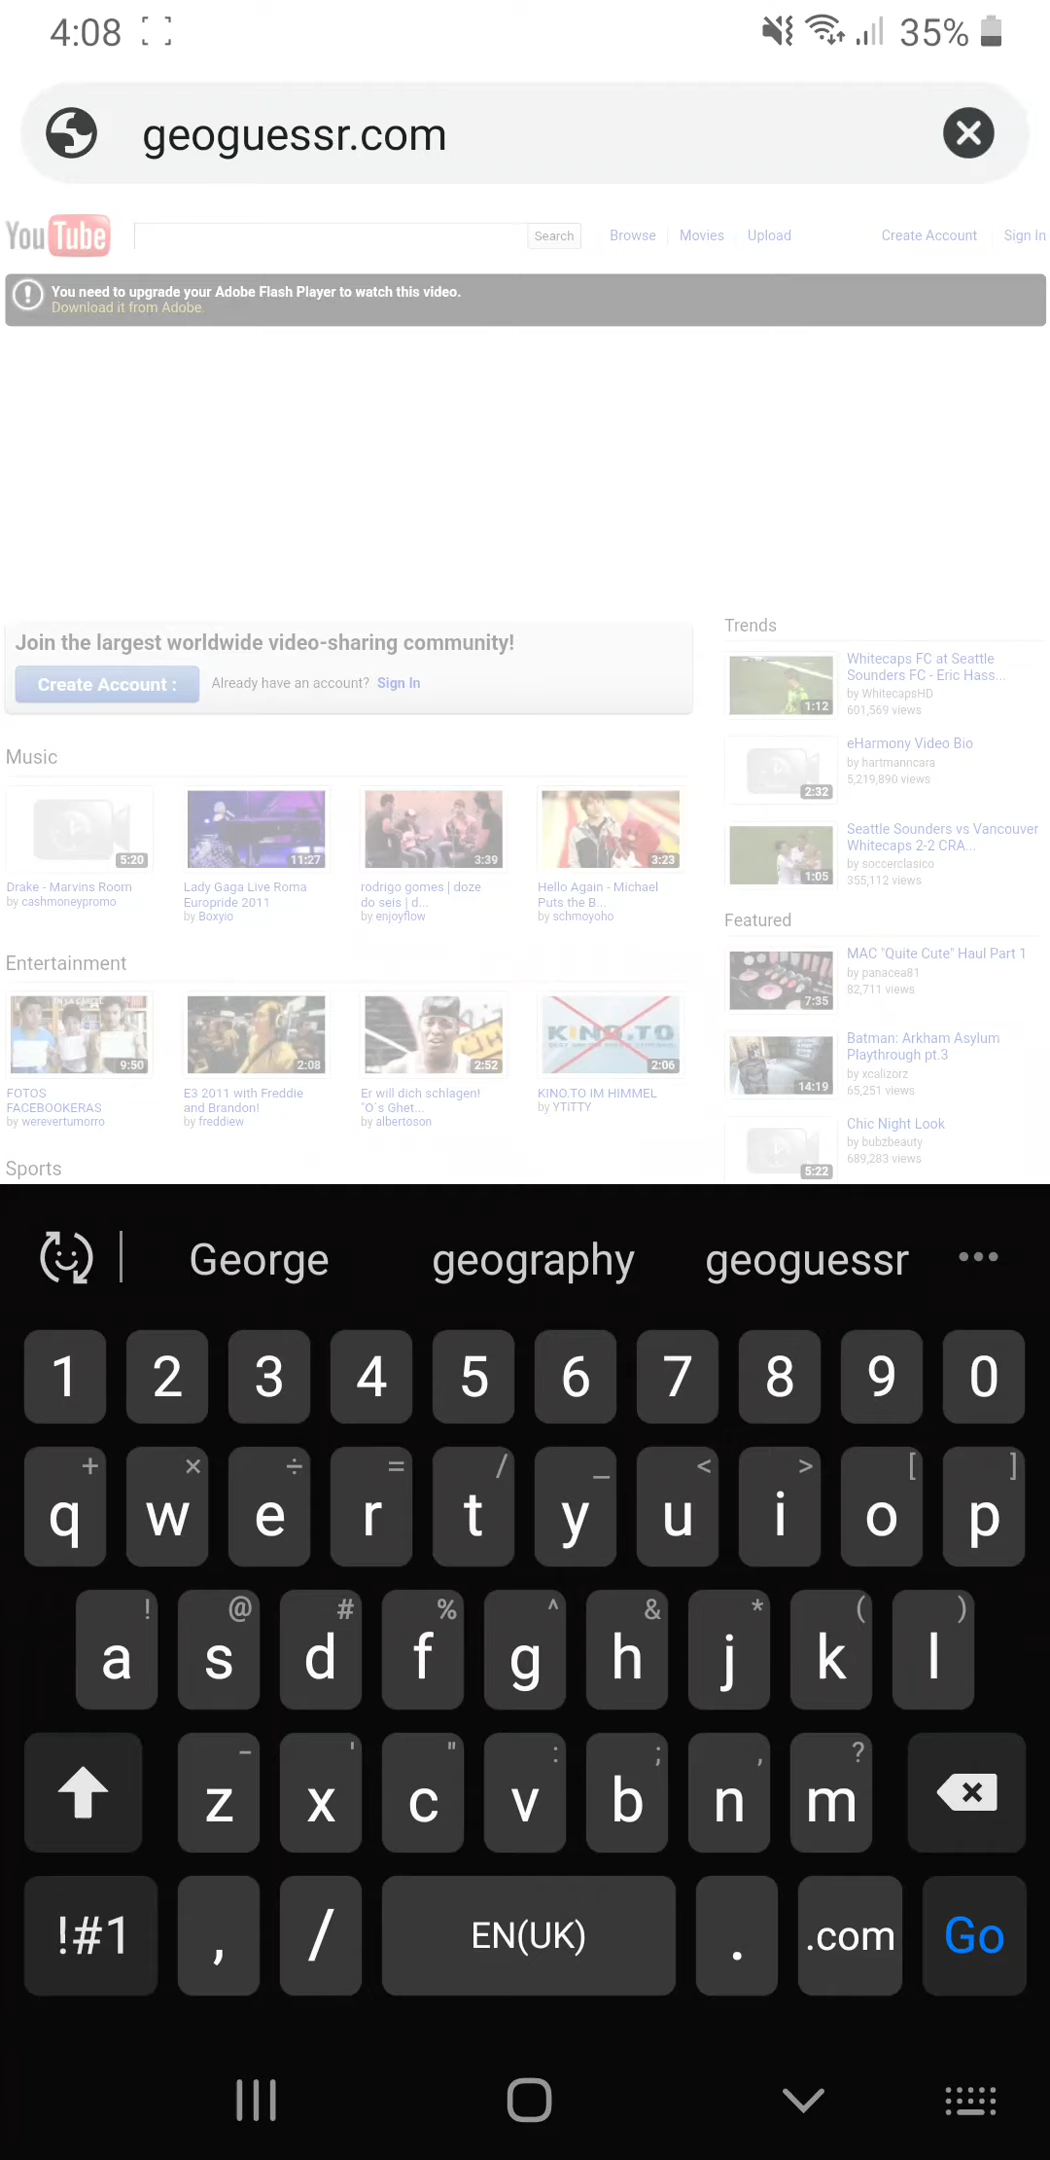 4:08 35%
geoguessr.com
YouTube Search Browse Movies Upload Create Account Sign In
You need to upgrade your Adobe Flash Player to watch this video.
Download it from Adobe.
Join the largest worldwide video-sharing community!
Create Account : Already have an account? Sign In
Music
5:20
Drake - Marvins Room
by cashmoneypromo
11:27
Lady Gaga Live Roma
Europride 2011
by Boxyio
3:39
rodrigo gomes | doze
do seis | d...
by enjoyflow
3:23
Hello Again - Michael
Puts the B...
by schmoyoho
Entertainment
9:50
FOTOS
FACEBOOKERAS
by werevertumorro
2:08
E3 2011 with Freddie
and Brandon!
by freddiew
2:52
Er will dich schlagen!
"O´s Ghet...
by albertoson
KINO.TO
2:06
KINO.TO IM HIMMEL
by YTITTY
Sports
Trends
1:12
Whitecaps FC at Seattle
Sounders FC - Eric Hass...
by WhitecapsHD
601,569 views
2:32
eHarmony Video Bio
by hartmanncara
5,219,890 views
1:05
Seattle Sounders vs Vancouver
Whitecaps 2-2 CRA...
by soccerclasico
355,112 views
Featured
7:35
MAC "Quite Cute" Haul Part 1
by panacea81
82,711 views
14:19
Batman: Arkham Asylum
Playthrough pt.3
by xcalizorz
65,251 views
5:22
Chic Night Look
by bubzbeauty
689,283 views
George geography geoguessr
1 2 3 4 5 6 7 8 9 0
+ × ÷ = / _ < > [ ]
q w e r t y u i o p
! @ # % ^ & * ( )
a s d f g h j k l
- ' " : ; , ?
z x c v b n m
!#1 , / EN(UK) . .com Go